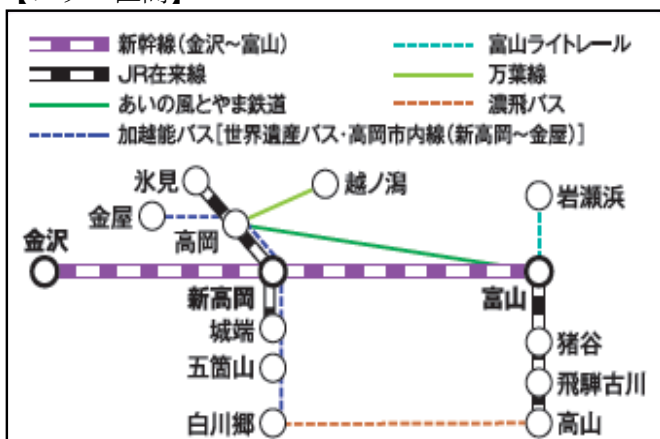 新幹線(金沢～富山)
JR在来線
あいの風とやま鉄道
加越能バス[世界遺産バス・高岡市内線(新高岡～金屋)]
富山ライトレール
万葉線
濃飛バス
氷見
越ノ潟
岩瀬浜
金屋
高岡
金沢
新高岡
富山
城端
猪谷
五箇山
飛騨古川
白川郷
高山